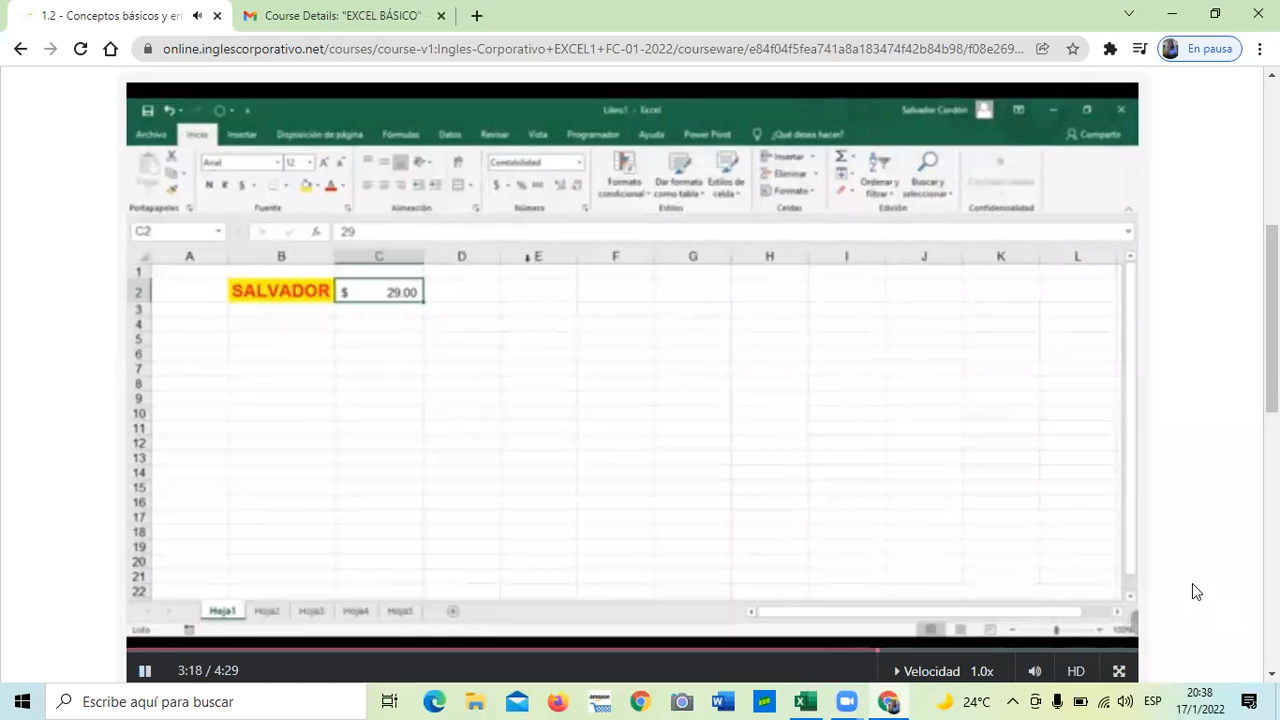 1.2 - Conceptos básicos y en
Course Details: "EXCEL BÁSICO" -
online.inglescorporativo.net/courses/course-v1:Ingles-Corporativo+EXCEL1+FC-01-2022/courseware/e84f04f5fea741a8a183474f42b84b98/f08e269...
En pausa
Libro1 - Excel
Salvador Cordón
Archivo Inicio Insertar Disposición de página Fórmulas Datos Revisar Vista Programador Ayuda Power Pivot ¿Qué desea hacer? Compartir
Arial 12 Contabilidad Insertar
Eliminar
Formato
N K S $ % 000
Formato condicional Dar formato como tabla Estilos de celda Ordenar y filtrar Buscar y seleccionar
Portapapeles Fuente Alineación Número Estilos Celdas Edición Confidencialidad
C2 fx 29
A B C D E F G H I J K L
1
2 SALVADOR $ 29.00
3
4
5
6
7
8
9
10
11
12
13
14
15
16
17
18
19
20
21
22
Hoja1 Hoja2 Hoja3 Hoja4 Hoja5
Listo 100%
3:18 / 4:29 Velocidad 1.0x HD
Escribe aquí para buscar
amazon
24°C ESP
20:38
17/1/2022